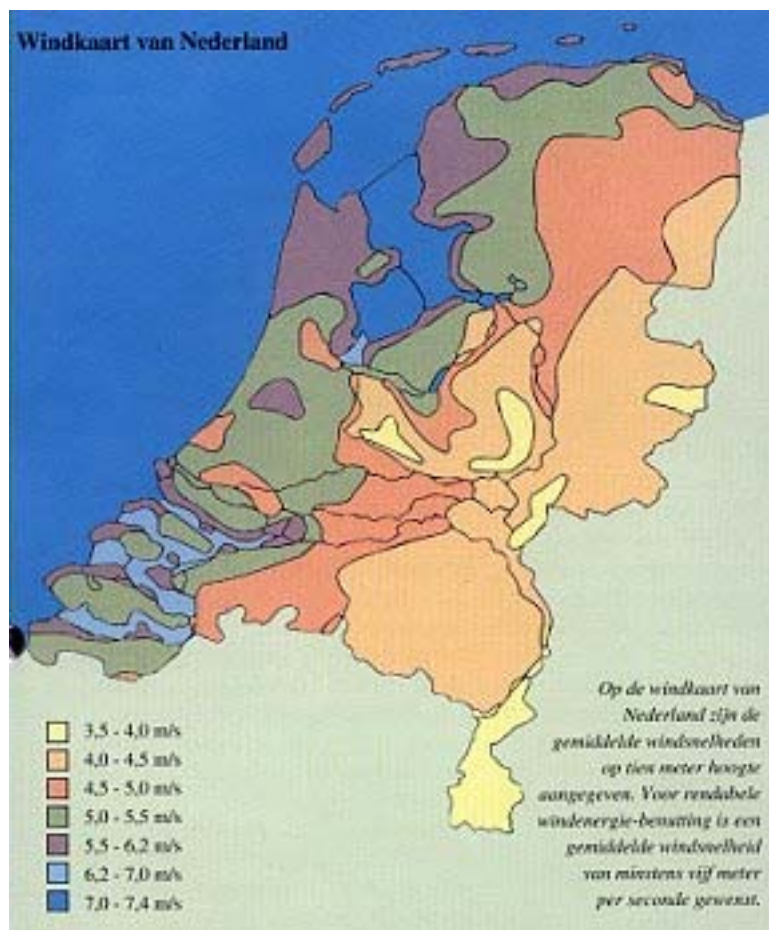 Windkaart van Nederland
3,5 - 4,0 m/s
4,0 - 4,5 m/s
4,5 - 5,0 m/s
5,0 - 5,5 m/s
5,5 - 6,2 m/s
6,2 - 7,0 m/s
7,0 - 7,4 m/s
Op de windkaart van
Nederland zijn de
gemiddelde windsnelheden
op tien meter hoogte
aangegeven. Voor rendabele
windenergie-benutting is een
gemiddelde windsnelheid
van minstens vijf meter
per seconde gewenst.